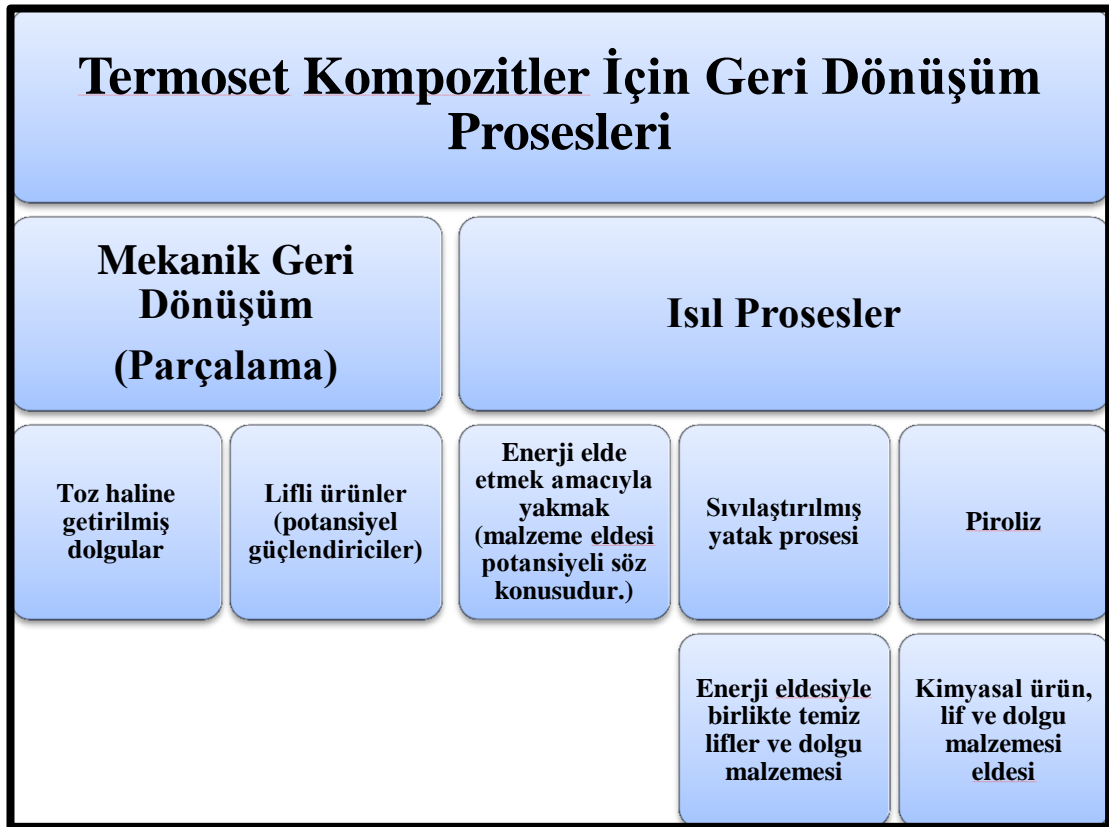 Termoset Kompozitler İçin Geri Dönüşüm
Prosesleri
Mekanik Geri
Dönüşüm
(Parçalama)
Isıl Prosesler
Toz haline
getirilmiş
dolgular
Lifli ürünler
(potansiyel
güçlendiriciler)
Enerji elde
etmek amacıyla
yakmak
(malzeme eldesi
potansiyeli söz
konusudur.)
Sıvılaştırılmış
yatak prosesi
Piroliz
Enerji eldesiyle
birlikte temiz
lifler ve dolgu
malzemesi
Kimyasal ürün,
lif ve dolgu
malzemesi
eldesi